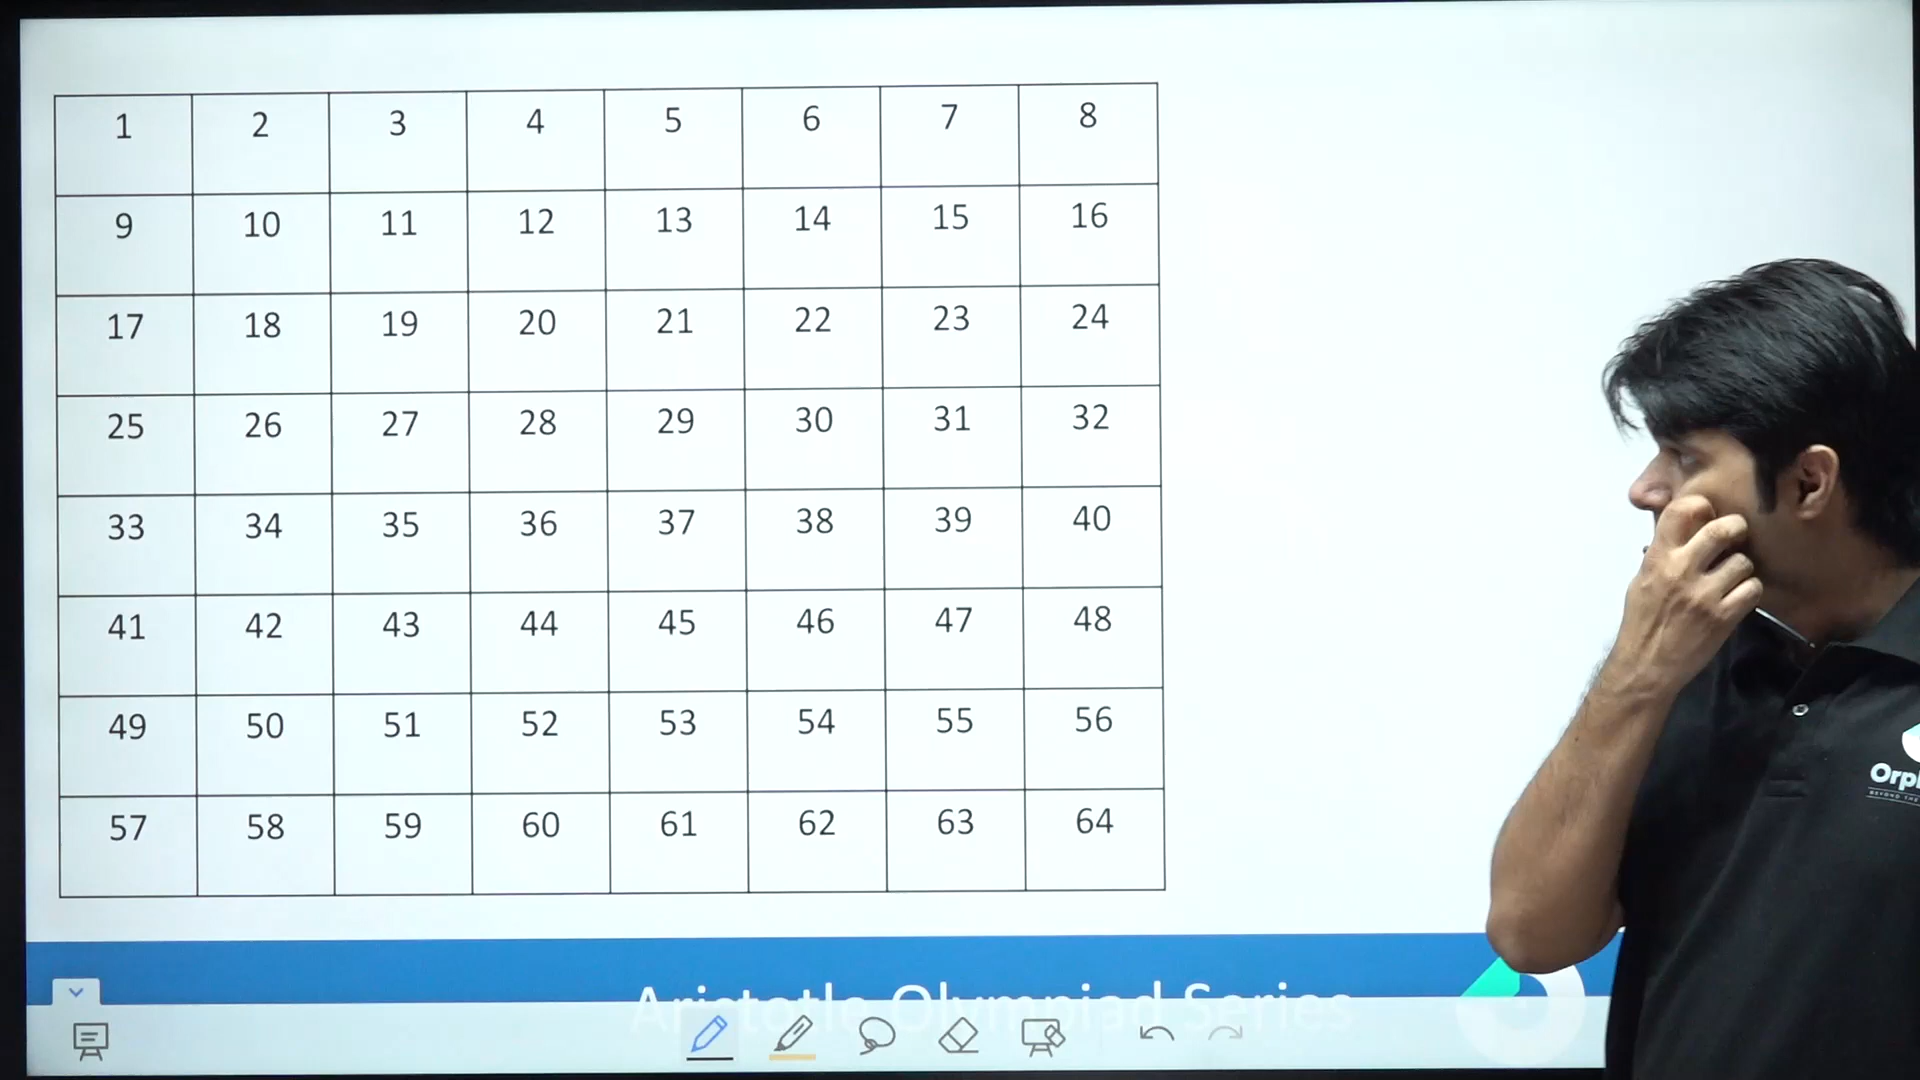 1 2 3 4 5 6 7 8
9 10 11 12 13 14 15 16
17 18 19 20 21 22 23 24
25 26 27 28 29 30 31 32
33 34 35 36 37 38 39 40
41 42 43 44 45 46 47 48
49 50 51 52 53 54 55 56
57 58 59 60 61 62 63 64
Aristotle Olympiad Series